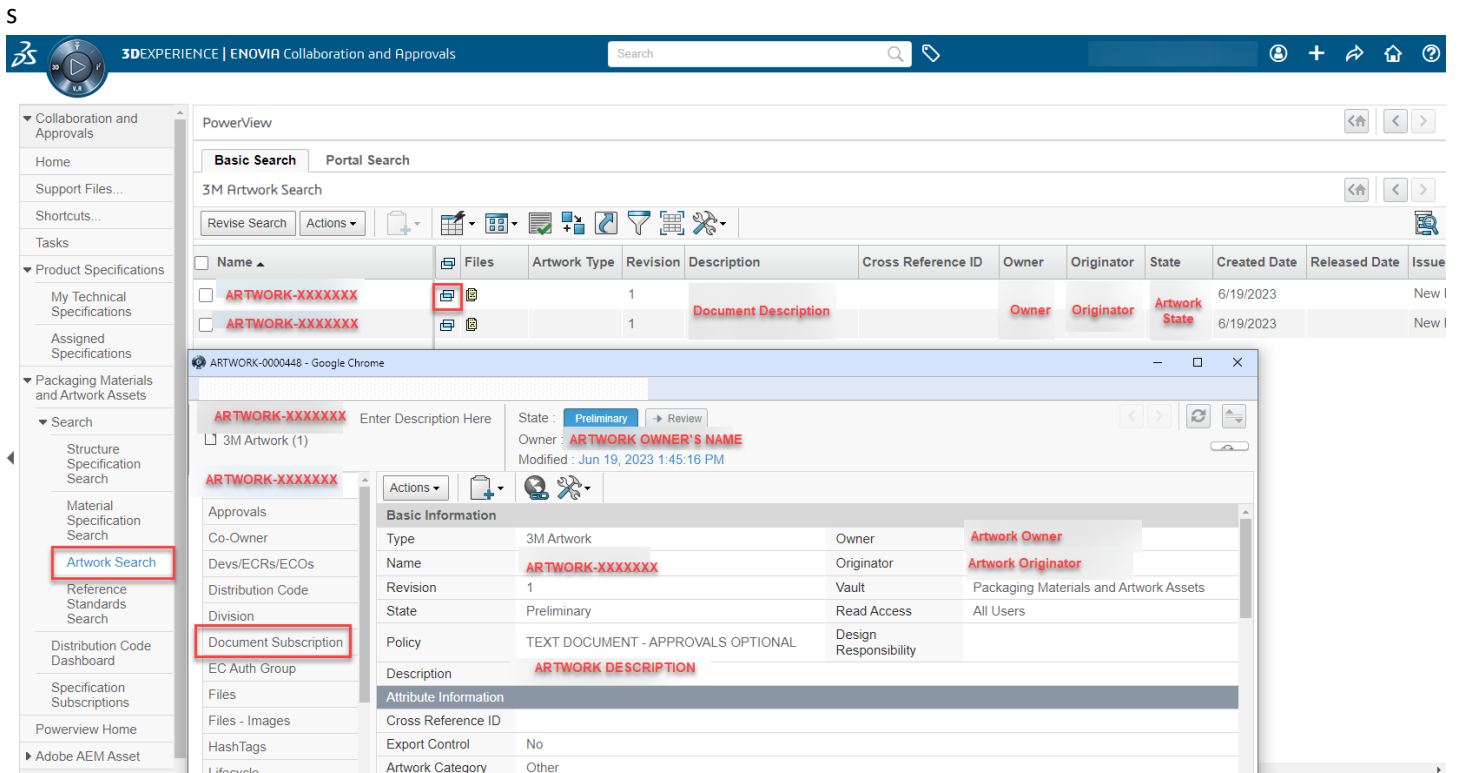 s
3DEXPERIENCE | ENOVIA Collaboration and Approvals
Search
Collaboration and
Approvals
Home
Support Files...
Shortcuts...
Tasks
Product Specifications
My Technical
Specifications
Assigned
Specifications
Packaging Materials
and Artwork Assets
Search
Structure
Specification
Search
Material
Specification
Search
Artwork Search
Reference
Standards
Search
Distribution Code
Dashboard
Specification
Subscriptions
Powerview Home
Adobe AEM Asset
PowerView
Basic Search Portal Search
3M Artwork Search
Revise Search Actions
Name Files Artwork Type Revision Description Cross Reference ID Owner Originator State Created Date Released Date Issue
ARTWORK-XXXXXXX 1 6/19/2023 New
Document Description Owner Originator Artwork State
ARTWORK-XXXXXXX 1 6/19/2023 New
ARTWORK-0000448 - Google Chrome
ARTWORK-XXXXXXX Enter Description Here
3M Artwork (1)
State : Preliminary Review
Owner : ARTWORK OWNER'S NAME
Modified : Jun 19, 2023 1:45:16 PM
ARTWORK-XXXXXXX
Approvals
Co-Owner
Devs/ECRs/ECOs
Distribution Code
Division
Document Subscription
EC Auth Group
Files
Files - Images
HashTags
Lifecycle
Actions
Basic Information
Type 3M Artwork Owner Artwork Owner
Name ARTWORK-XXXXXXX Originator Artwork Originator
Revision 1 Vault Packaging Materials and Artwork Assets
State Preliminary Read Access All Users
Policy TEXT DOCUMENT - APPROVALS OPTIONAL Design
Responsibility
Description ARTWORK DESCRIPTION
Attribute Information
Cross Reference ID
Export Control No
Artwork Category Other